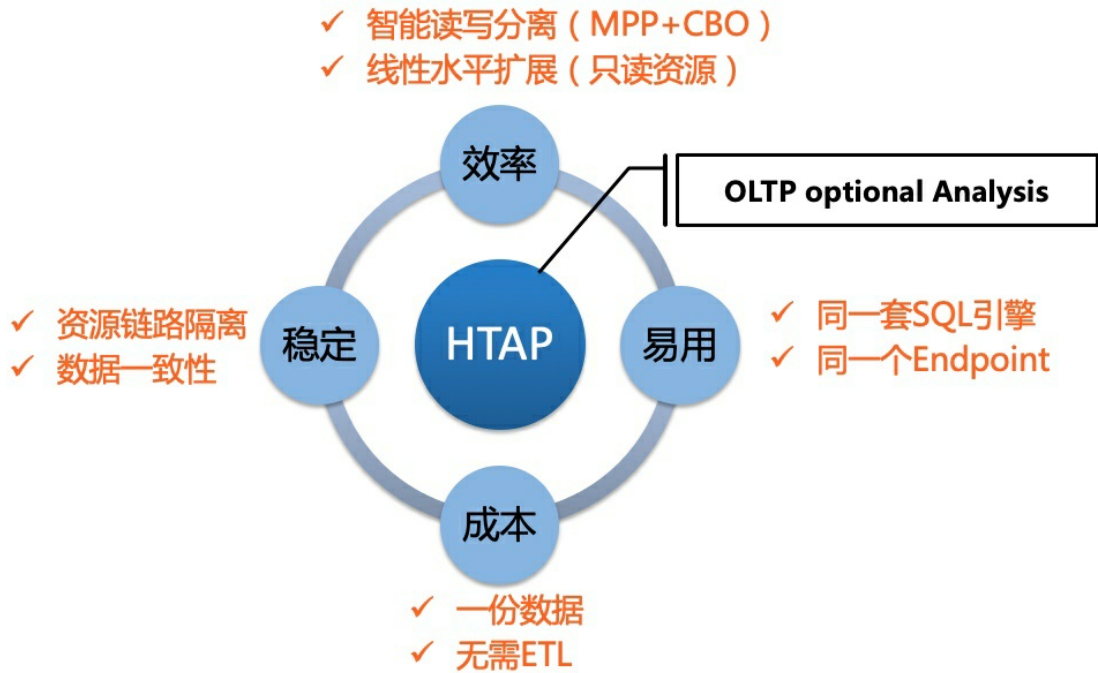 ✓ 智能读写分离（MPP+CBO）
✓ 线性水平扩展（只读资源）
效率
OLTP optional Analysis
✓ 资源链路隔离
✓ 数据一致性
稳定
HTAP
易用
✓ 同一套SQL引擎
✓ 同一个Endpoint
成本
✓ 一份数据
✓ 无需ETL